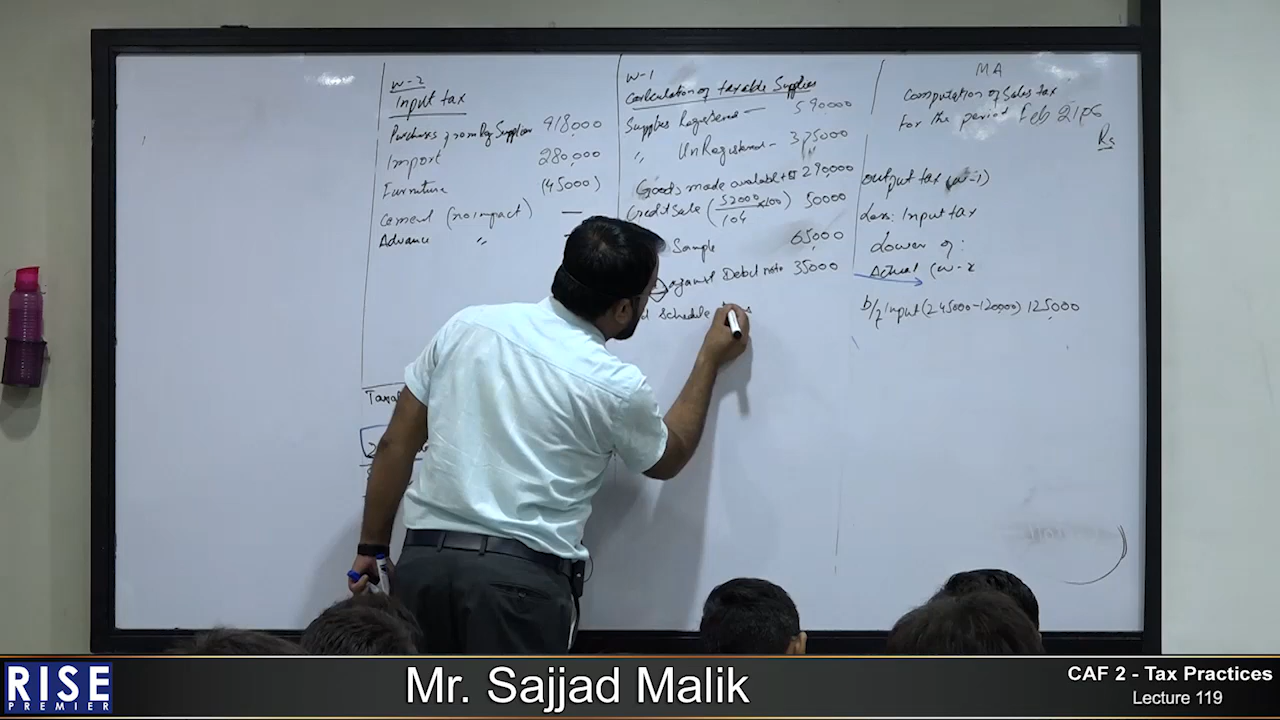 W-2
Input tax
Purchases from Reg Suppliers 918000
Import 280,000
Furniture (45000)
Cement (no impact) —
Advance "
W-1
Calculation of taxable Supplies
Supplies Registered — 590000
" UnRegistered - 375000
Goods made available 290000
Credit Sale (52000/104 x100) 50000
Sample 65000
against Debit note 35000
schedule
MA
Computation of Sales tax
for the period Feb
Rs
Output tax (W-1)
Less: Input tax
Lower of:
Actual (W-2
b/f Input (245000-120000) 125000
RISE
PREMIER
Mr. Sajjad Malik
CAF 2 - Tax Practices
Lecture 119